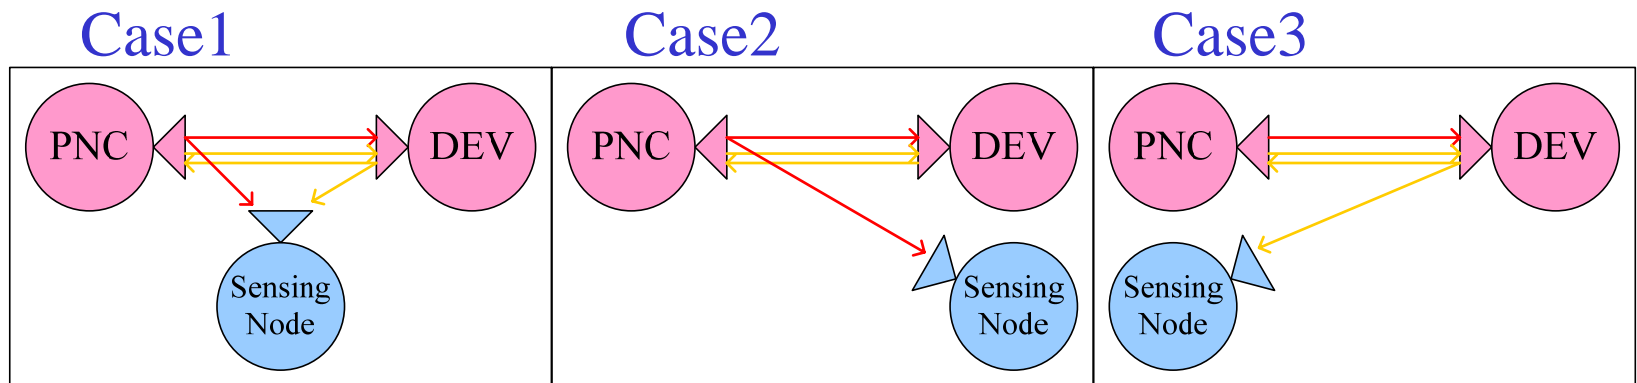 Case1
Case2
Case3
PNC
DEV
Sensing
Node
PNC
DEV
Sensing
Node
PNC
DEV
Sensing
Node